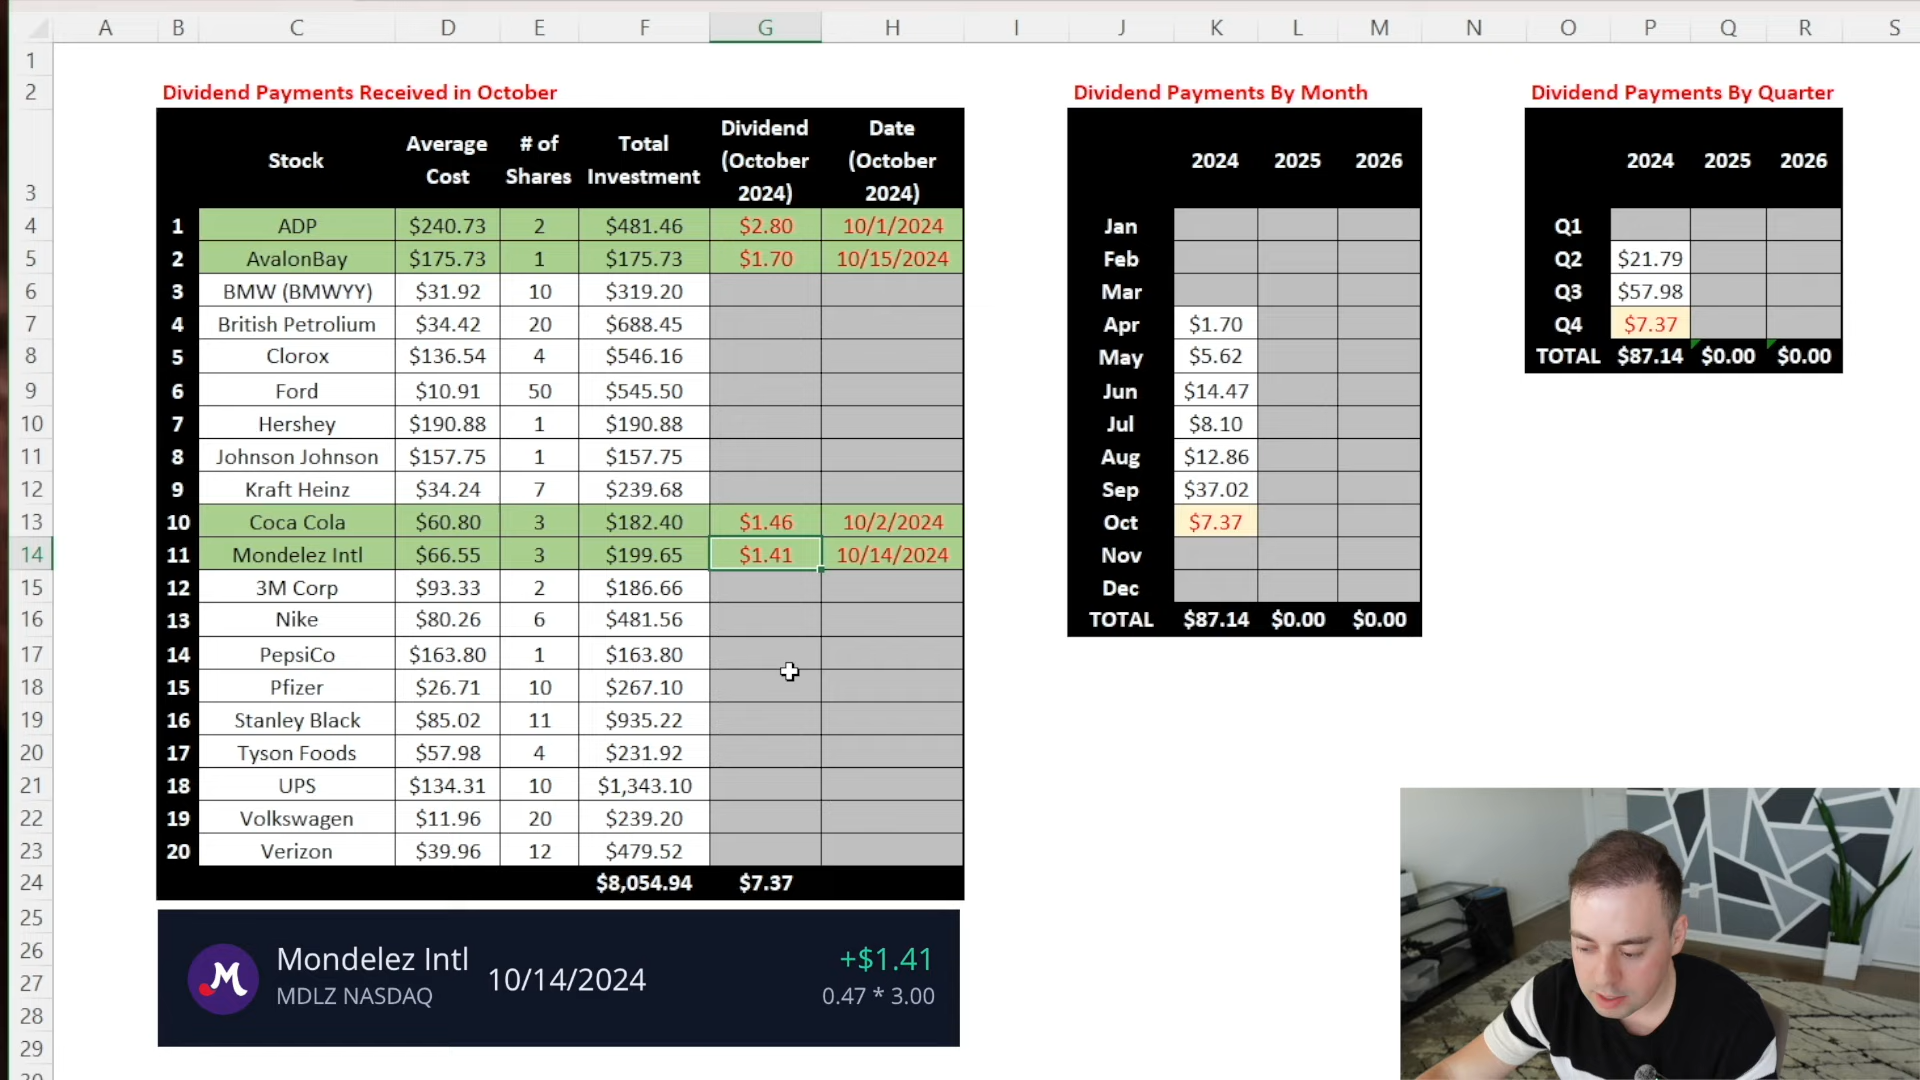 A B C D E F G H I J K L M N O P Q R S
1
2 Dividend Payments Received in October Dividend Payments By Month Dividend Payments By Quarter
3 Stock Average Cost # of Shares Total Investment Dividend (October 2024) Date (October 2024) 2024 2025 2026 2024 2025 2026
4 1 ADP $240.73 2 $481.46 $2.80 10/1/2024 Jan Q1
5 2 AvalonBay $175.73 1 $175.73 $1.70 10/15/2024 Feb Q2 $21.79
6 3 BMW (BMWYY) $31.92 10 $319.20 Mar Q3 $57.98
7 4 British Petrolium $34.42 20 $688.45 Apr $1.70 Q4 $7.37
8 5 Clorox $136.54 4 $546.16 May $5.62 TOTAL $87.14 $0.00 $0.00
9 6 Ford $10.91 50 $545.50 Jun $14.47
10 7 Hershey $190.88 1 $190.88 Jul $8.10
11 8 Johnson Johnson $157.75 1 $157.75 Aug $12.86
12 9 Kraft Heinz $34.24 7 $239.68 Sep $37.02
13 10 Coca Cola $60.80 3 $182.40 $1.46 10/2/2024 Oct $7.37
14 11 Mondelez Intl $66.55 3 $199.65 $1.41 10/14/2024 Nov
15 12 3M Corp $93.33 2 $186.66 Dec
16 13 Nike $80.26 6 $481.56 TOTAL $87.14 $0.00 $0.00
17 14 PepsiCo $163.80 1 $163.80
18 15 Pfizer $26.71 10 $267.10
19 16 Stanley Black $85.02 11 $935.22
20 17 Tyson Foods $57.98 4 $231.92
21 18 UPS $134.31 10 $1,343.10
22 19 Volkswagen $11.96 20 $239.20
23 20 Verizon $39.96 12 $479.52
24 $8,054.94 $7.37
25
26 Mondelez Intl 10/14/2024 +$1.41
27 MDLZ NASDAQ 0.47 * 3.00
28
29